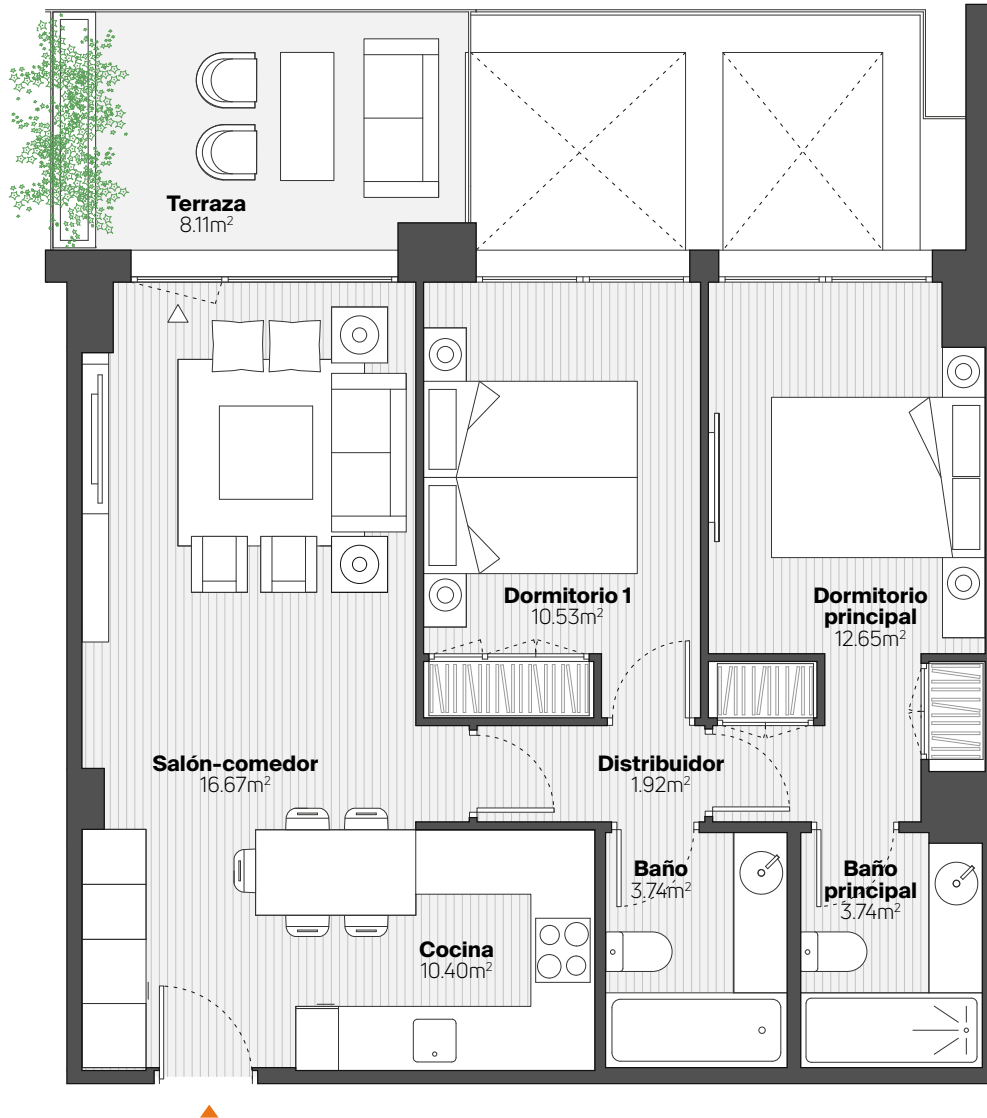 Terraza
8.11m²
Dormitorio 1
10.53m²
Dormitorio
principal
12.65m²
Salón-comedor
16.67m²
Distribuidor
1.92m²
Baño
3.74m²
Baño
principal
3.74m²
Cocina
10.40m²